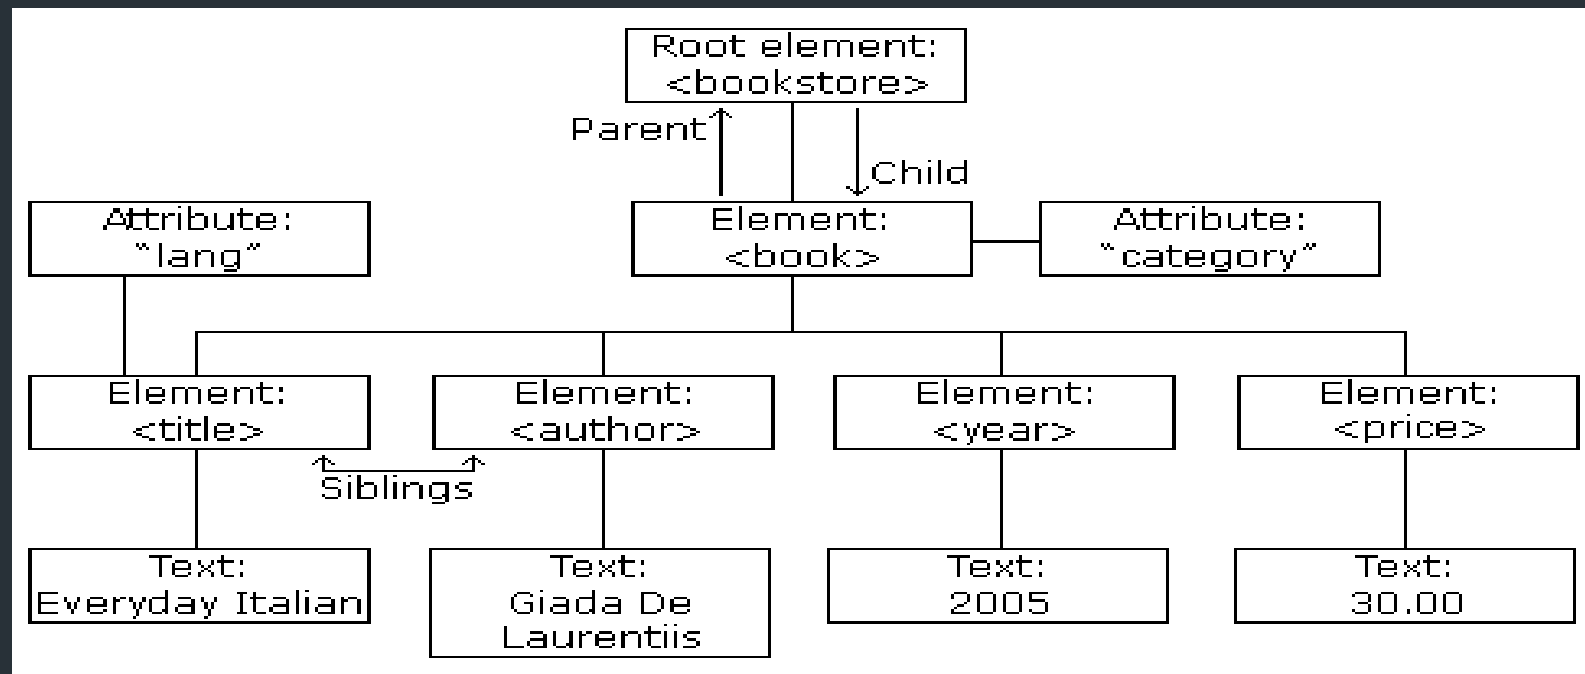 Root element:
<bookstore>
Parent
Child
Attribute:
"lang"
Element:
<book>
Attribute:
"category"
Element:
<title>
Element:
<author>
Element:
<year>
Element:
<price>
Siblings
Text:
Everyday Italian
Text:
Giada De
Laurentiis
Text:
2005
Text:
30.00